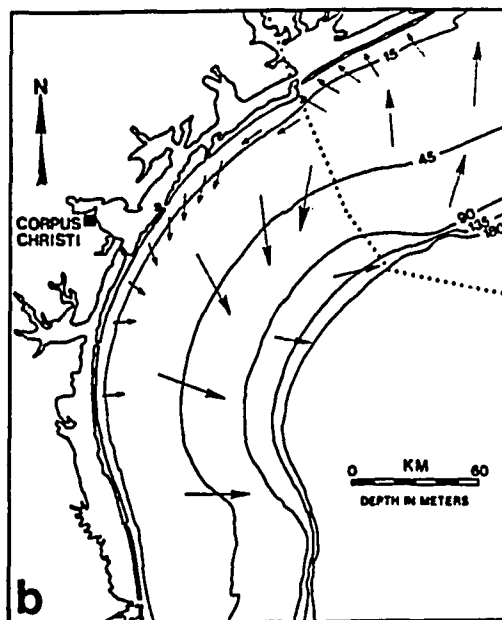 N
15
45
90
135
180
CORPUS
CHRISTI
KM
0 60
DEPTH IN METERS
b